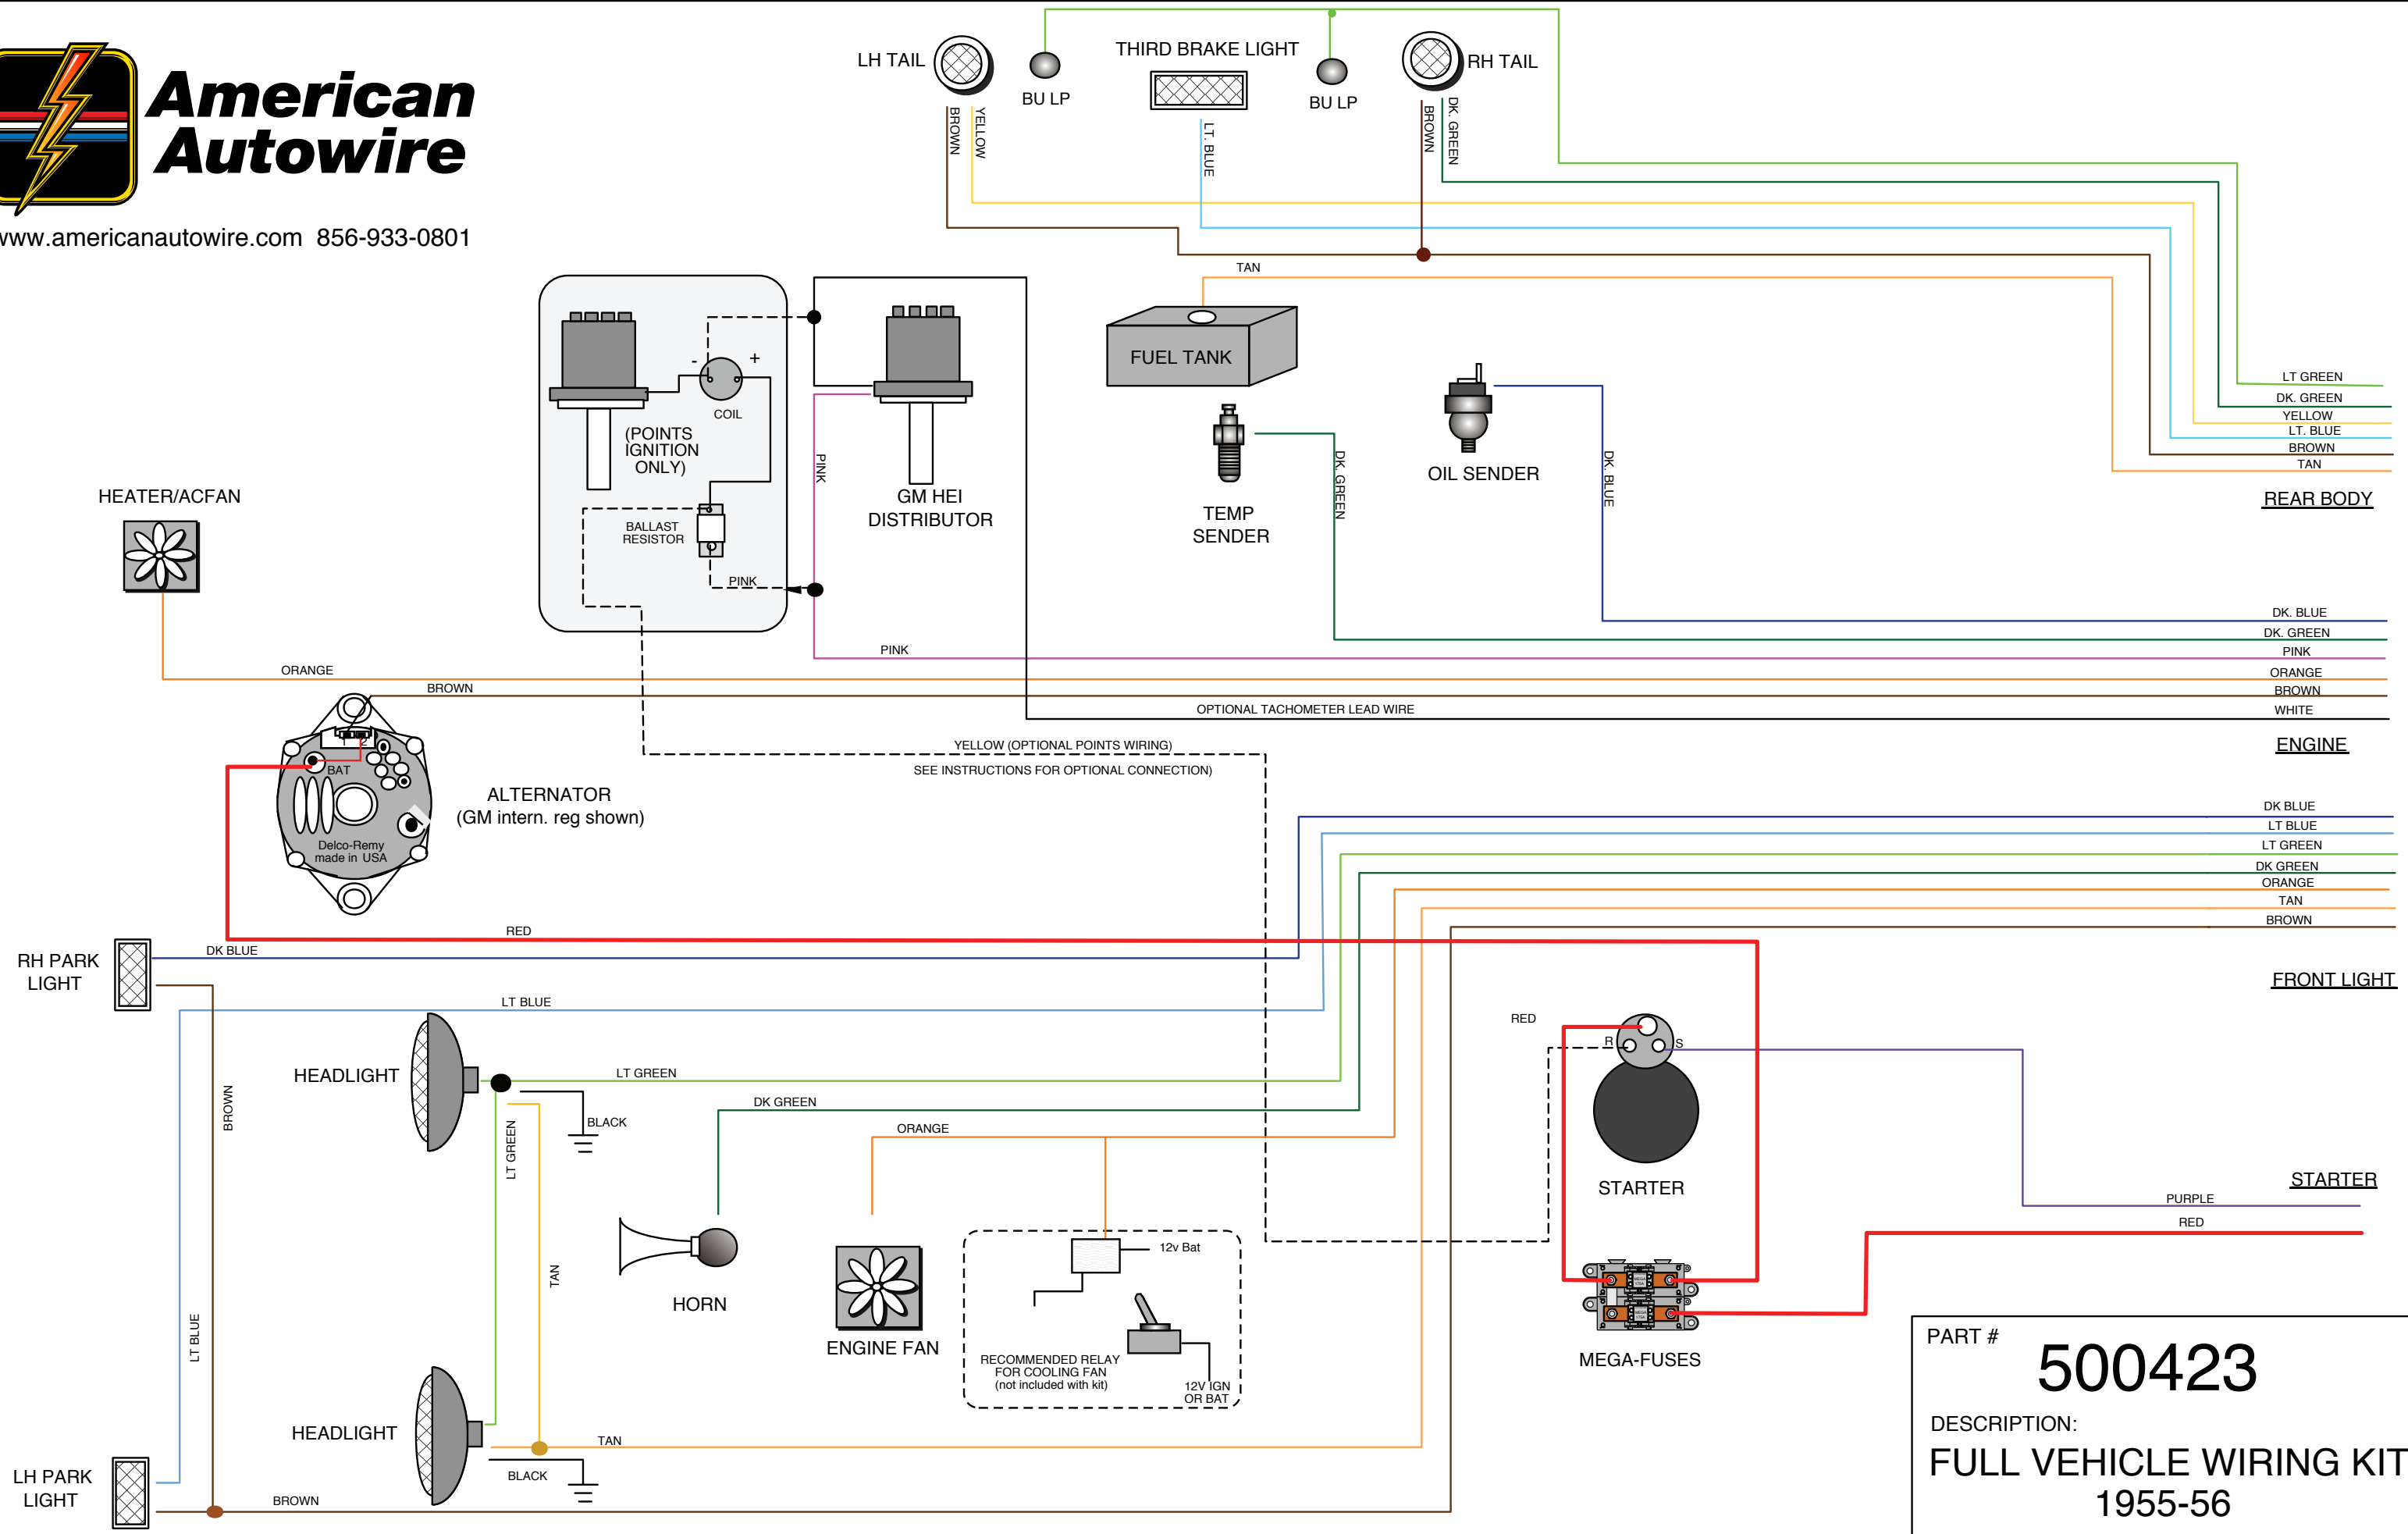 American
Autowire
www.americanautowire.com 856-933-0801
LH TAIL
BU LP
THIRD BRAKE LIGHT
BU LP
RH TAIL
BROWN
YELLOW
LT. BLUE
BROWN
DK. GREEN
TAN
FUEL TANK
LT GREEN
DK. GREEN
YELLOW
LT. BLUE
BROWN
TAN
REAR BODY
- +
COIL
(POINTS
IGNITION
ONLY)
BALLAST
RESISTOR
PINK
PINK
GM HEI
DISTRIBUTOR
TEMP
SENDER
DK. GREEN
OIL SENDER
DK. BLUE
HEATER/ACFAN
ORANGE
BROWN
PINK
OPTIONAL TACHOMETER LEAD WIRE
DK. BLUE
DK. GREEN
PINK
ORANGE
BROWN
WHITE
ENGINE
YELLOW (OPTIONAL POINTS WIRING)
SEE INSTRUCTIONS FOR OPTIONAL CONNECTION)
1 2
BAT
Delco-Remy
made in USA
ALTERNATOR
(GM intern. reg shown)
DK BLUE
LT BLUE
LT GREEN
DK GREEN
ORANGE
TAN
BROWN
FRONT LIGHT
RED
RH PARK
LIGHT
DK BLUE
LT BLUE
BROWN
HEADLIGHT
LT GREEN
BLACK
LT GREEN
TAN
DK GREEN
ORANGE
HORN
ENGINE FAN
12v Bat
RECOMMENDED RELAY
FOR COOLING FAN
(not included with kit)
12V IGN
OR BAT
RED
R S
STARTER
STARTER
PURPLE
RED
MEGA-FUSES
LT BLUE
HEADLIGHT
TAN
BLACK
LH PARK
LIGHT
BROWN
PART #
500423
DESCRIPTION:
FULL VEHICLE WIRING KIT
1955-56